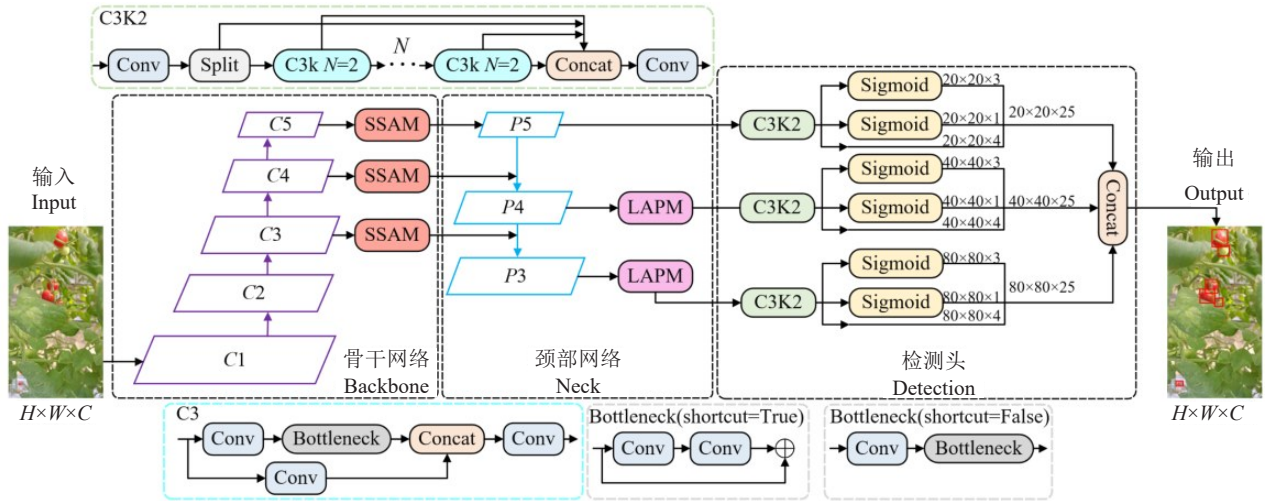 C3K2
Conv
Split
C3k N=2
N
···
C3k N=2
Concat
Conv
输入
Input
H×W×C
C5
C4
C3
C2
C1
SSAM
SSAM
SSAM
骨干网络
Backbone
P5
P4
P3
LAPM
LAPM
颈部网络
Neck
C3K2
Sigmoid
20×20×3
Sigmoid
20×20×1
20×20×4
20×20×25
C3K2
Sigmoid
40×40×3
Sigmoid
40×40×1
40×40×4
40×40×25
C3K2
Sigmoid
80×80×3
Sigmoid
80×80×1
80×80×4
80×80×25
Concat
检测头
Detection
输出
Output
H×W×C
C3
Conv
Bottleneck
Concat
Conv
Conv
Bottleneck(shortcut=True)
Conv
Conv
Bottleneck(shortcut=False)
Conv
Bottleneck